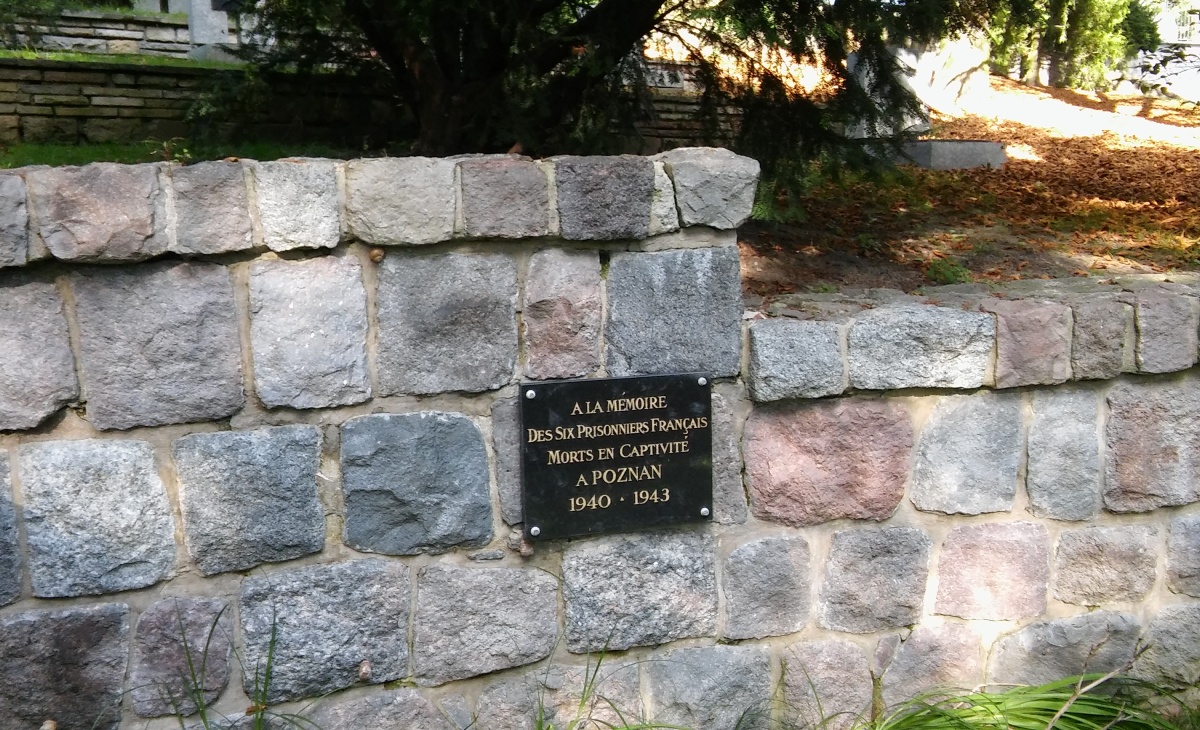 A LA MÉMOIRE
DES SIX PRISONNIERS FRANÇAIS
MORTS EN CAPTIVITÉ
A POZNAN
1940 · 1943